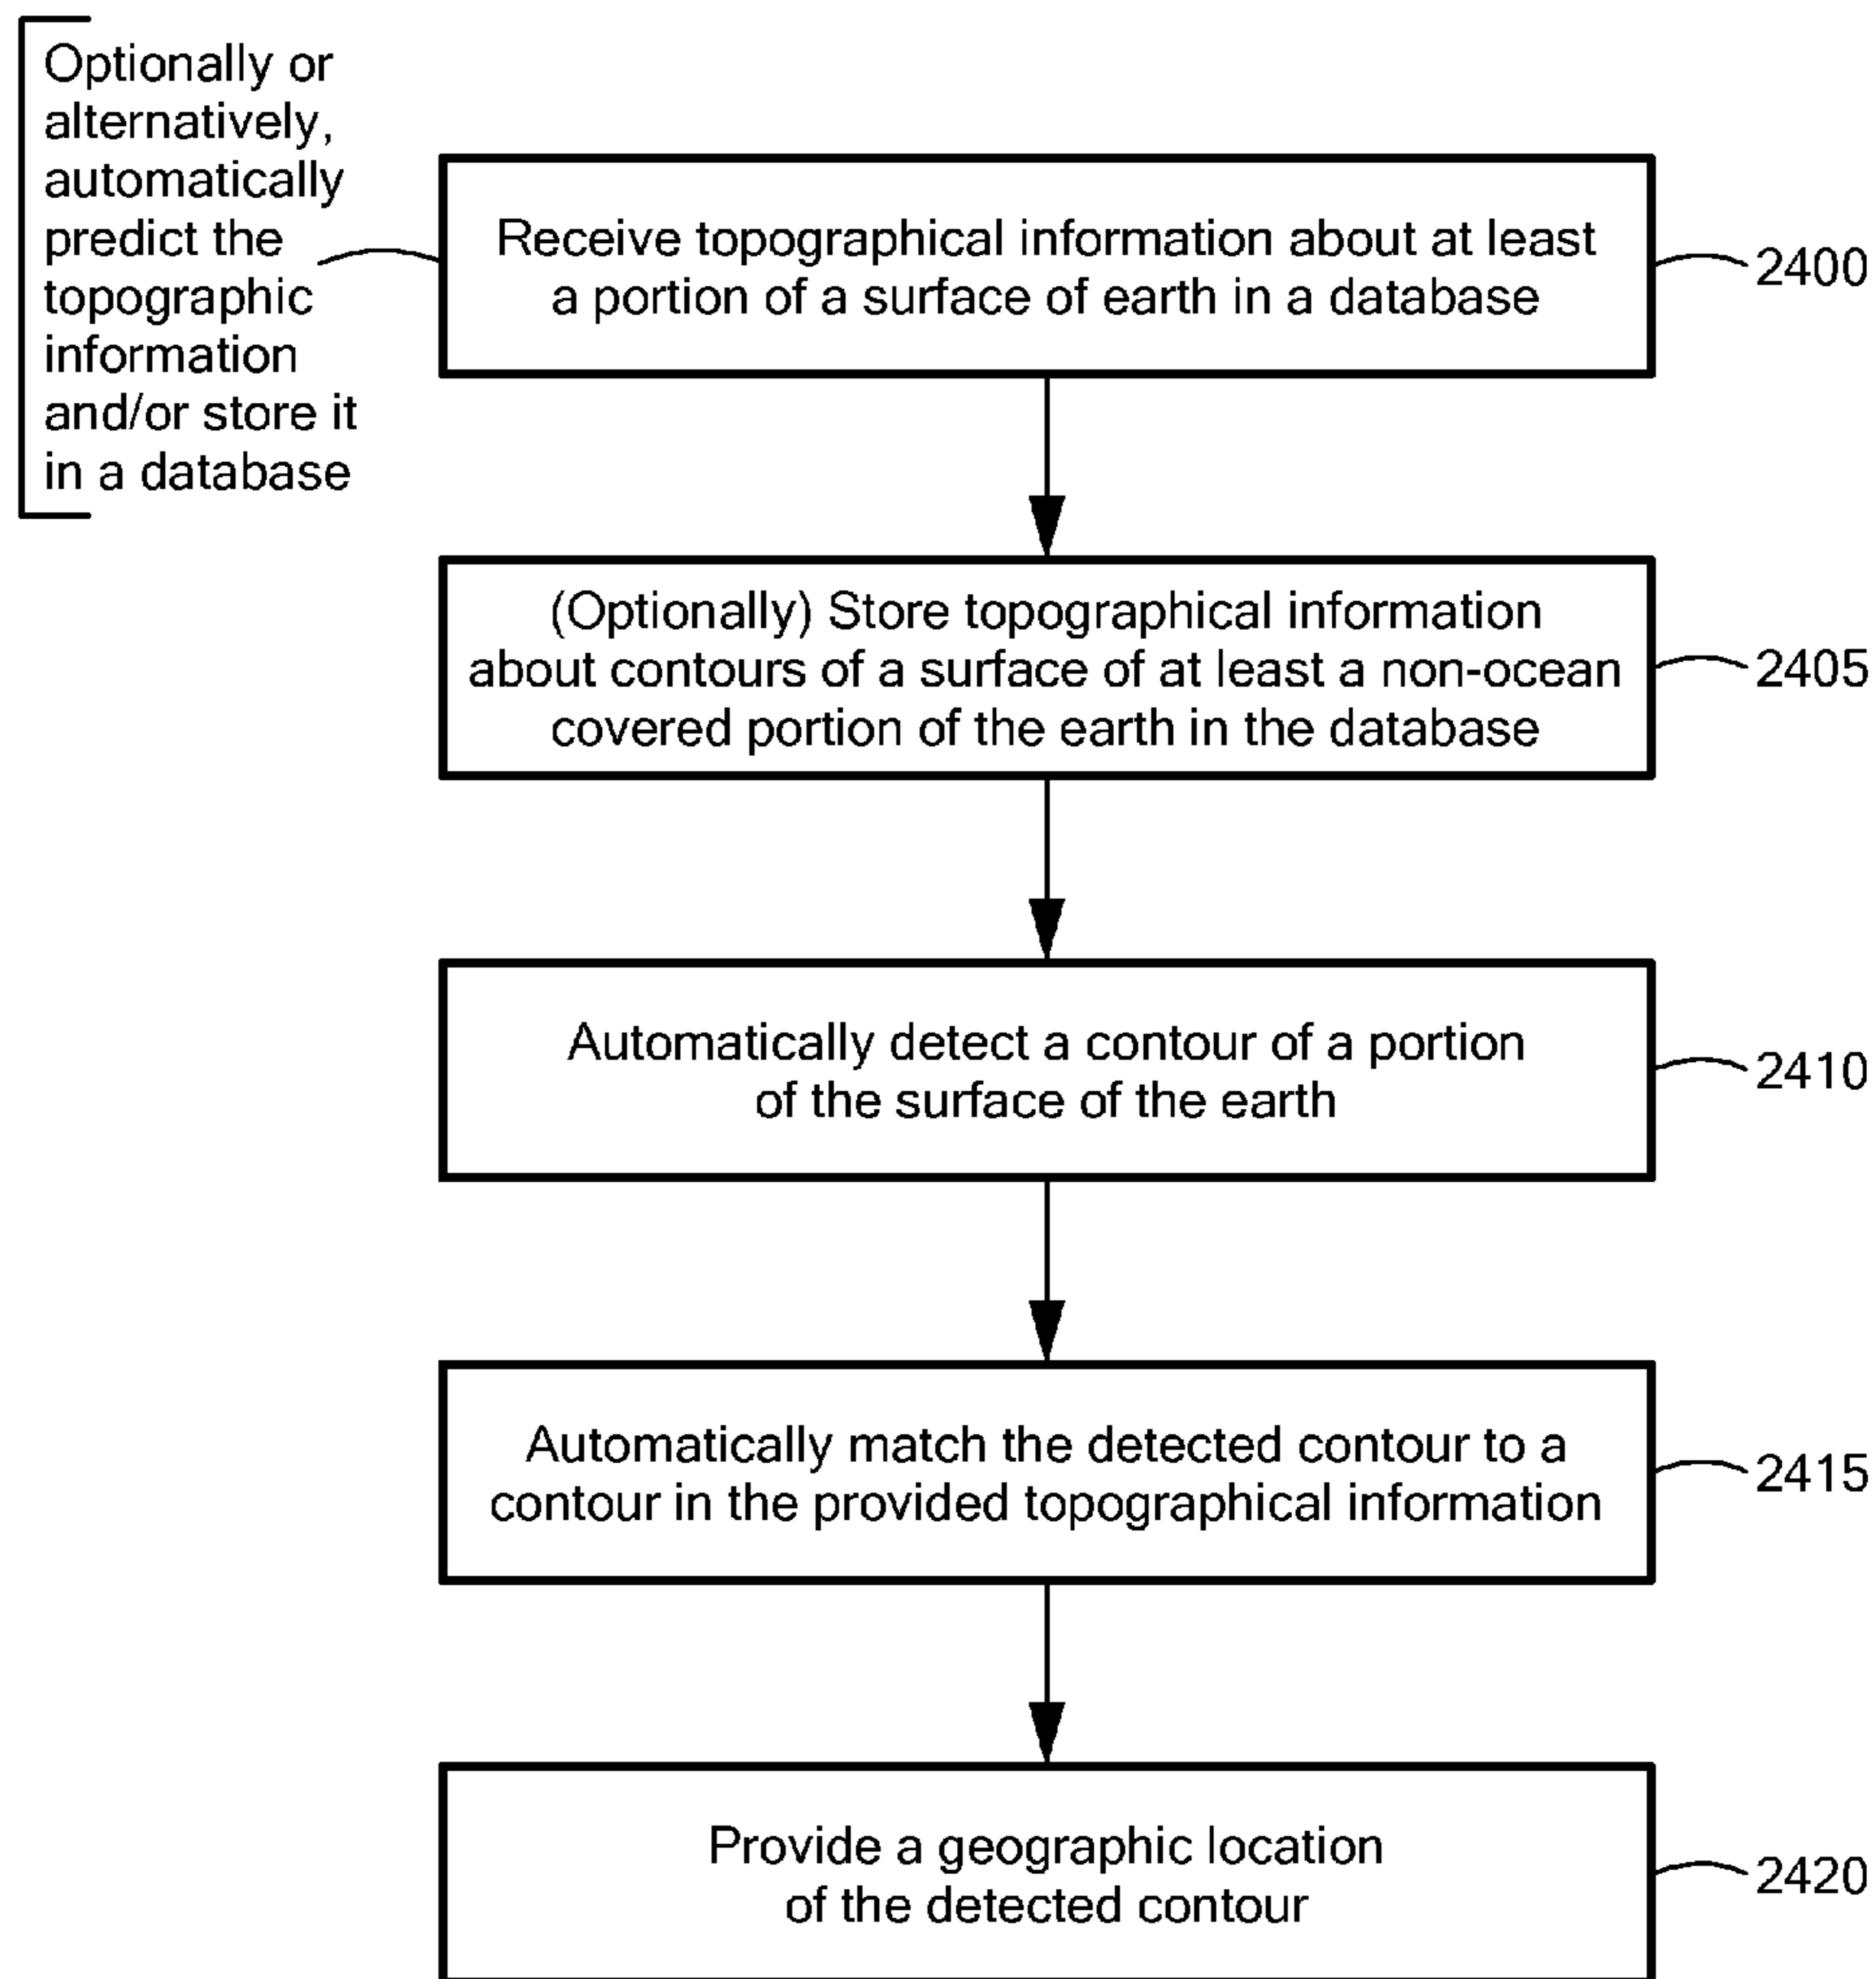 Optionally or
alternatively,
automatically
predict the
topographic
information
and/or store it
in a database
Receive topographical information about at least
a portion of a surface of earth in a database
2400
(Optionally) Store topographical information
about contours of a surface of at least a non-ocean
covered portion of the earth in the database
2405
Automatically detect a contour of a portion
of the surface of the earth
2410
Automatically match the detected contour to a
contour in the provided topographical information
2415
Provide a geographic location
of the detected contour
2420